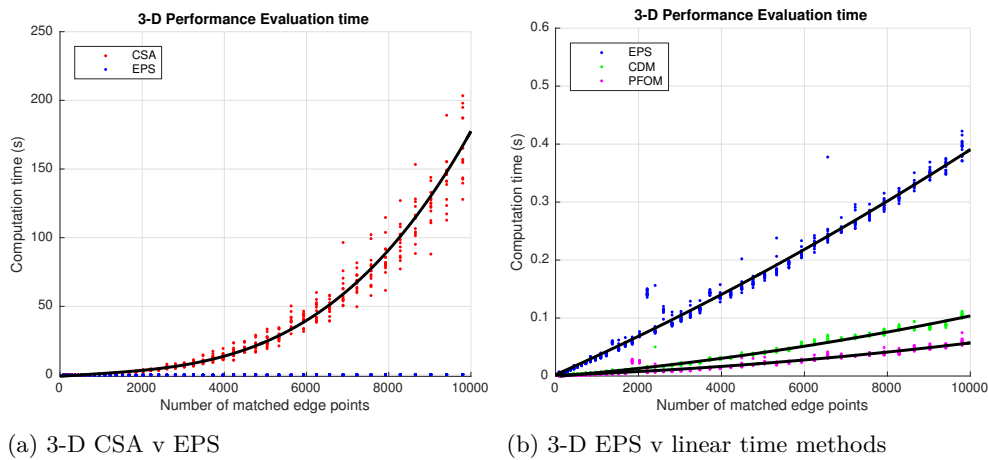 3-D Performance Evaluation time
250
200
150
100
50
0
Computation time (s)
CSA
EPS
0 2000 4000 6000 8000 10000
Number of matched edge points
(a) 3-D CSA v EPS
3-D Performance Evaluation time
0.6
0.5
0.4
0.3
0.2
0.1
0
Computation time (s)
EPS
CDM
PFOM
0 2000 4000 6000 8000 10000
Number of matched edge points
(b) 3-D EPS v linear time methods